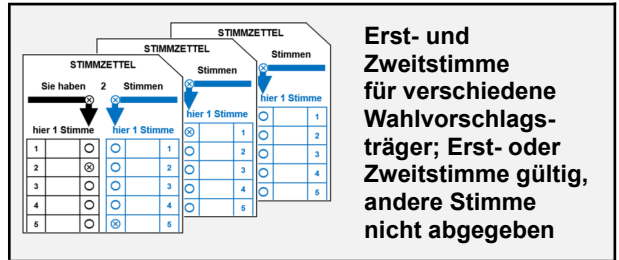 STIMMZETTEL
Sie haben 2 Stimmen
hier 1 Stimme hier 1 Stimme
1 1
2 2
3 3
4 4
5 5
STIMMZETTEL
Stimmen
hier 1 Stimme
1
2
3
4
5
STIMMZETTEL
Stimmen
hier 1 Stimme
1
2
3
4
5
Erst- und
Zweitstimme
für verschiedene
Wahlvorschlags-
träger; Erst- oder
Zweitstimme gültig,
andere Stimme
nicht abgegeben